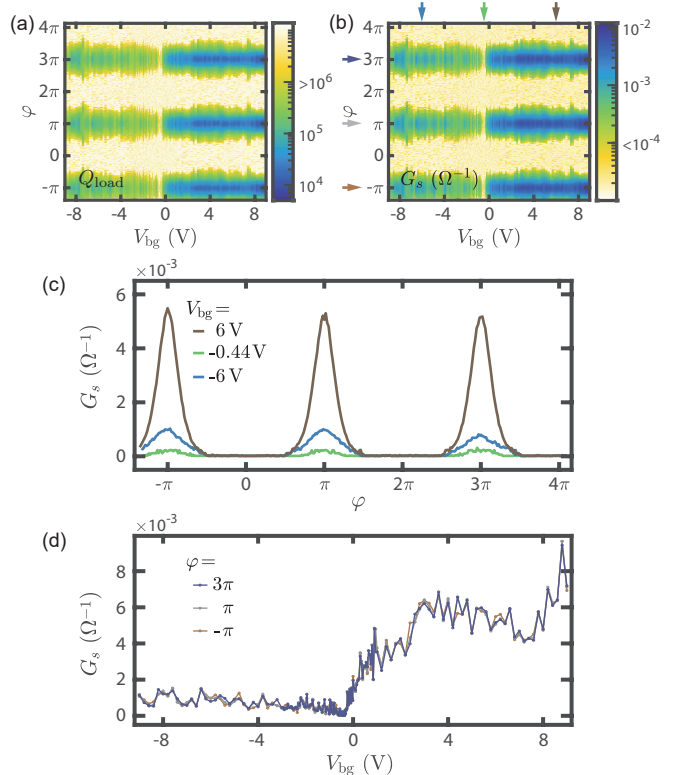 (a)
4π
3π
2π
φ
π
0
-π
Q_load
-8 -4 0 4 8
V_bg (V)
>10^6
10^5
10^4
(b)
4π
3π
2π
φ
π
0
-π
G_s (Ω^-1)
-8 -4 0 4 8
V_bg (V)
10^-2
10^-3
<10^-4
(c)
×10^-3
6
4
2
0
G_s (Ω^-1)
V_bg =
6 V
-0.44 V
-6 V
-π 0 π 2π 3π 4π
φ
(d)
×10^-3
8
6
4
2
0
G_s (Ω^-1)
φ =
3π
π
-π
-8 -4 0 4 8
V_bg (V)